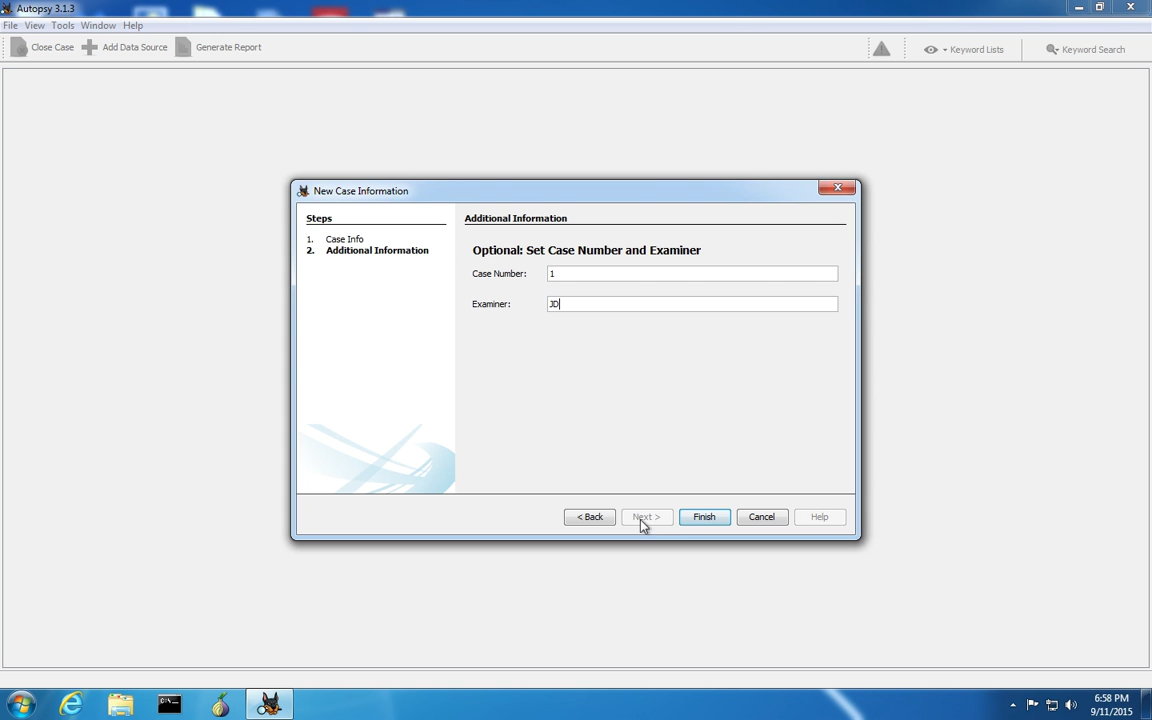 Autopsy 3.1.3
File View Tools Window Help
Close Case Add Data Source Generate Report Keyword Lists Keyword Search
New Case Information
Steps
1. Case Info
2. Additional Information
Additional Information
Optional: Set Case Number and Examiner
Case Number: 1
Examiner: JD
< Back Next > Finish Cancel Help
6:58 PM
9/11/2015